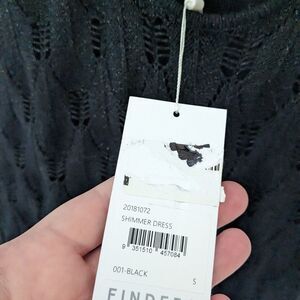 20181072
SHIMMER DRESS
9 351510 457084
001-BLACK S